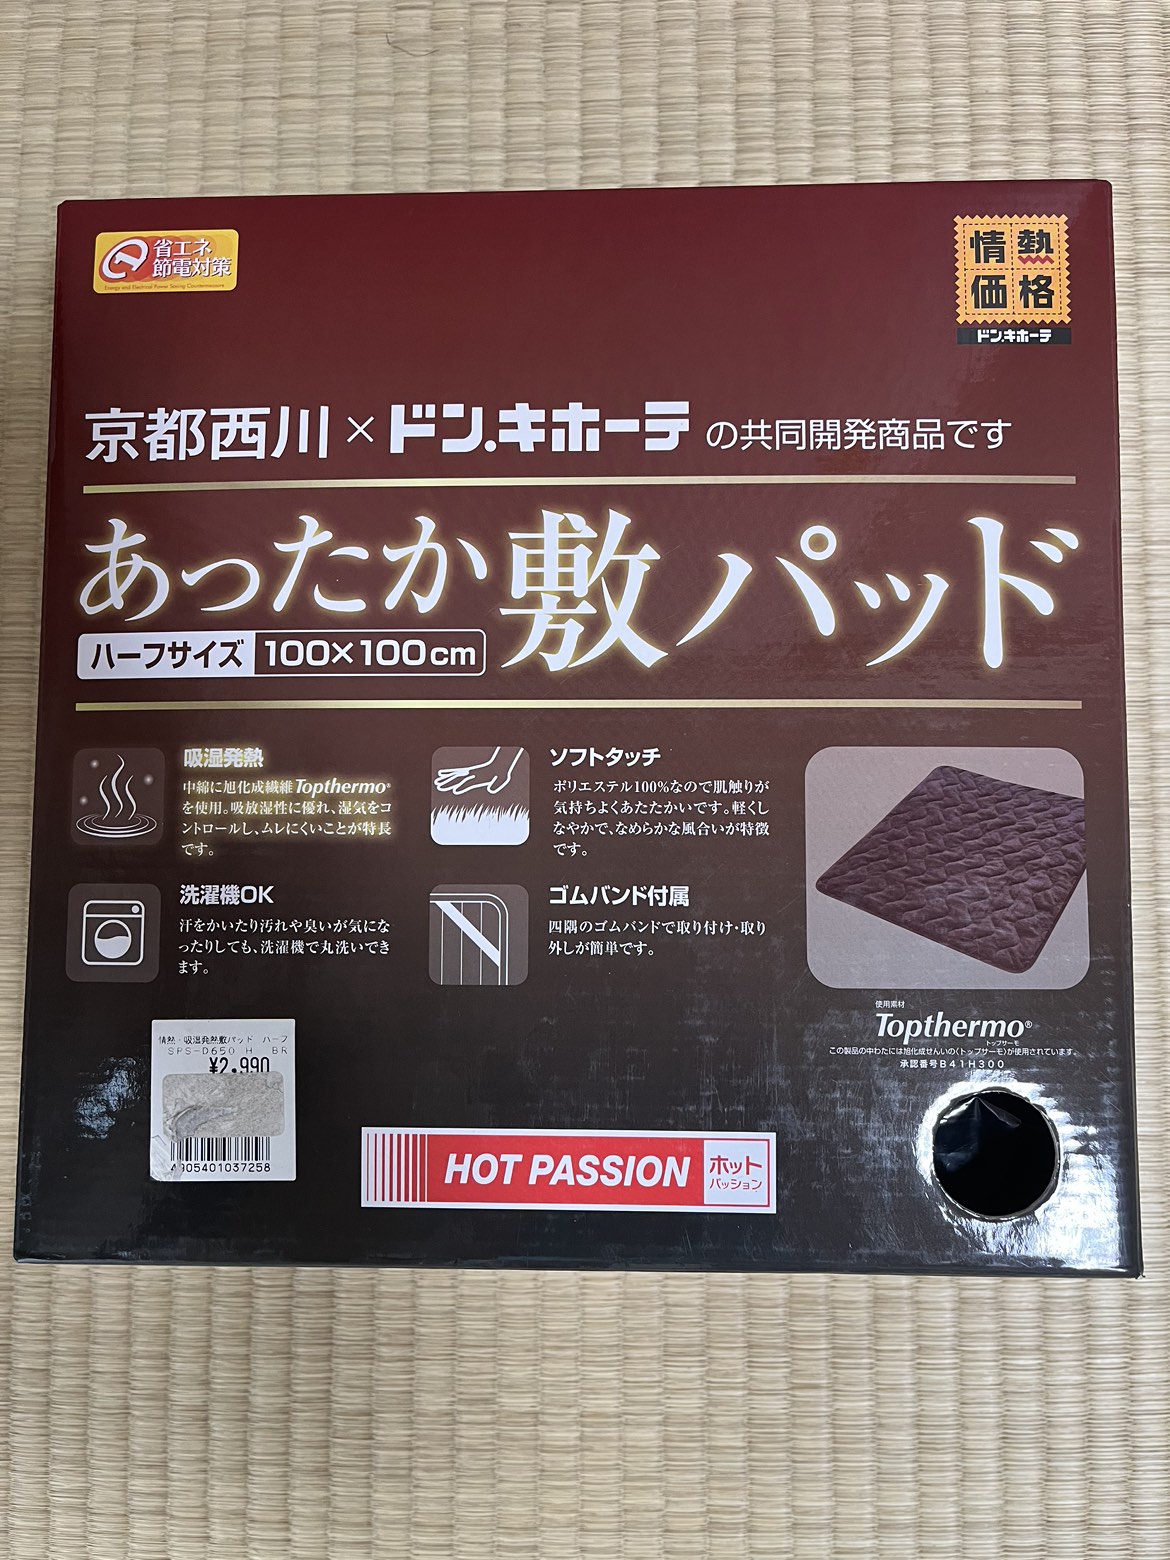 省エネ
節電対策
Energy and Electrical Power Saving Countermeasure
情熱
価格
ドン.キホーテ
京都西川×ドン.キホーテの共同開発商品です
あったか敷パッド
ハーフサイズ 100×100cm
吸湿発熱
中綿に旭化成繊維Topthermo®
を使用。吸放湿性に優れ、湿気をコ
ントロールし、ムレにくいことが特長
です。
ソフトタッチ
ポリエステル100%なので肌触りが
気持ちよくあたたかいです。軽くし
なやかで、なめらかな風合いが特徴
です。
洗濯機OK
汗をかいたり汚れや臭いが気にな
ったりしても、洗濯機で丸洗いでき
ます。
ゴムバンド付属
四隅のゴムバンドで取り付け・取り
外しが簡単です。
使用素材
Topthermo®
トップサーモ
この製品の中わたには旭化成せんいの〈トップサーモ〉が使用されています。
承認番号B41H300
情熱・吸湿発熱敷パッド ハーフ
SPS-D650 H BR
¥2,990
4905401037258
HOT PASSION
ホット
パッション